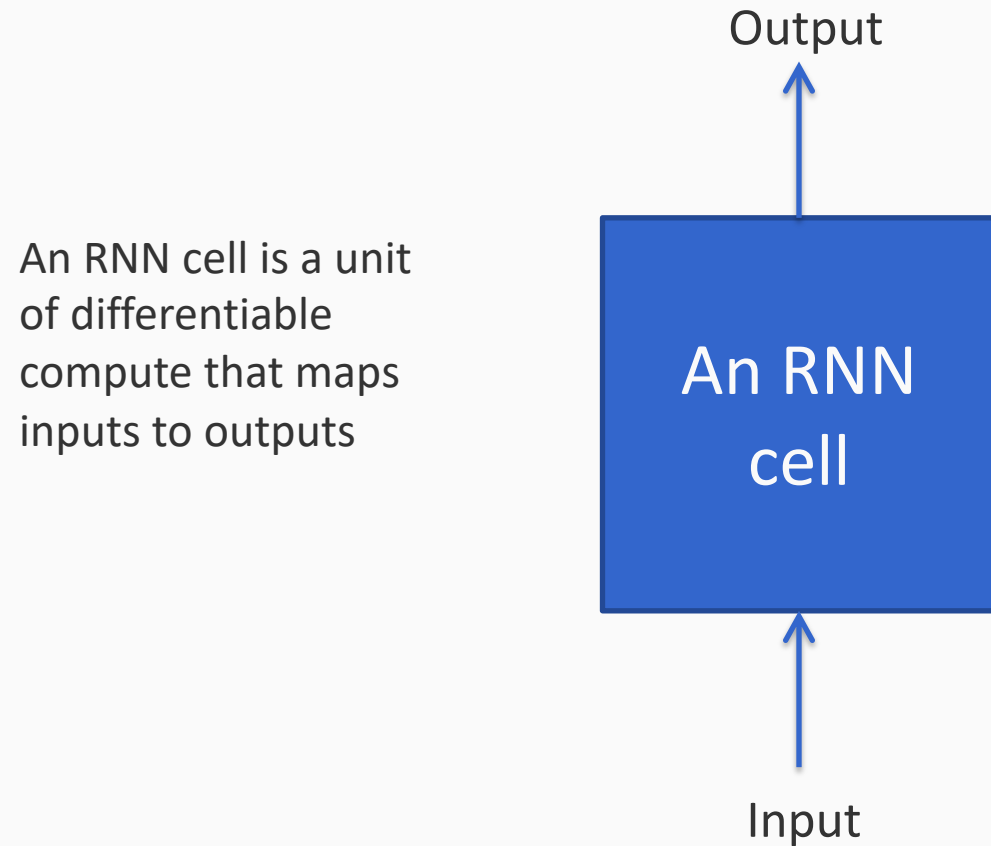 Output
An RNN cell is a unit
of differentiable
compute that maps
inputs to outputs
An RNN
cell
Input